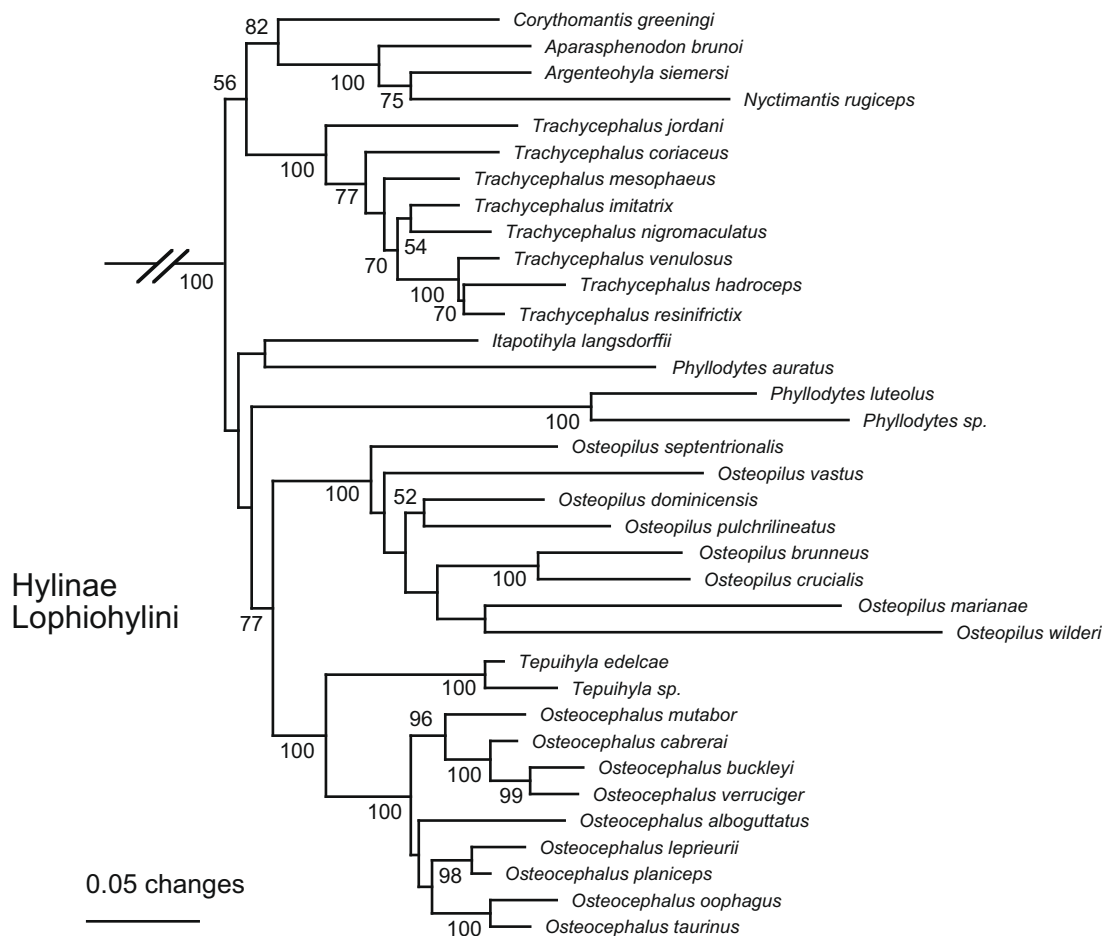 82
Corythomantis greeningi
Aparasphenodon brunoi
56
100
Argenteohyla siemersi
75
Nyctimantis rugiceps
Trachycephalus jordani
100
Trachycephalus coriaceus
77
Trachycephalus mesophaeus
Trachycephalus imitatrix
Trachycephalus nigromaculatus
54
70
Trachycephalus venulosus
100
100
Trachycephalus hadroceps
70
Trachycephalus resinifrictix
Itapotihyla langsdorffii
Phyllodytes auratus
Phyllodytes luteolus
100
Phyllodytes sp.
Osteopilus septentrionalis
Osteopilus vastus
100
52
Osteopilus dominicensis
Osteopilus pulchrilineatus
Osteopilus brunneus
100
Osteopilus crucialis
Hylinae
Lophiohylini
77
Osteopilus marianae
Osteopilus wilderi
Tepuihyla edelcae
100
Tepuihyla sp.
96
Osteocephalus mutabor
100
Osteocephalus cabrerai
100
Osteocephalus buckleyi
99
Osteocephalus verruciger
100
Osteocephalus alboguttatus
Osteocephalus leprieurii
98
Osteocephalus planiceps
0.05 changes
Osteocephalus oophagus
100
Osteocephalus taurinus